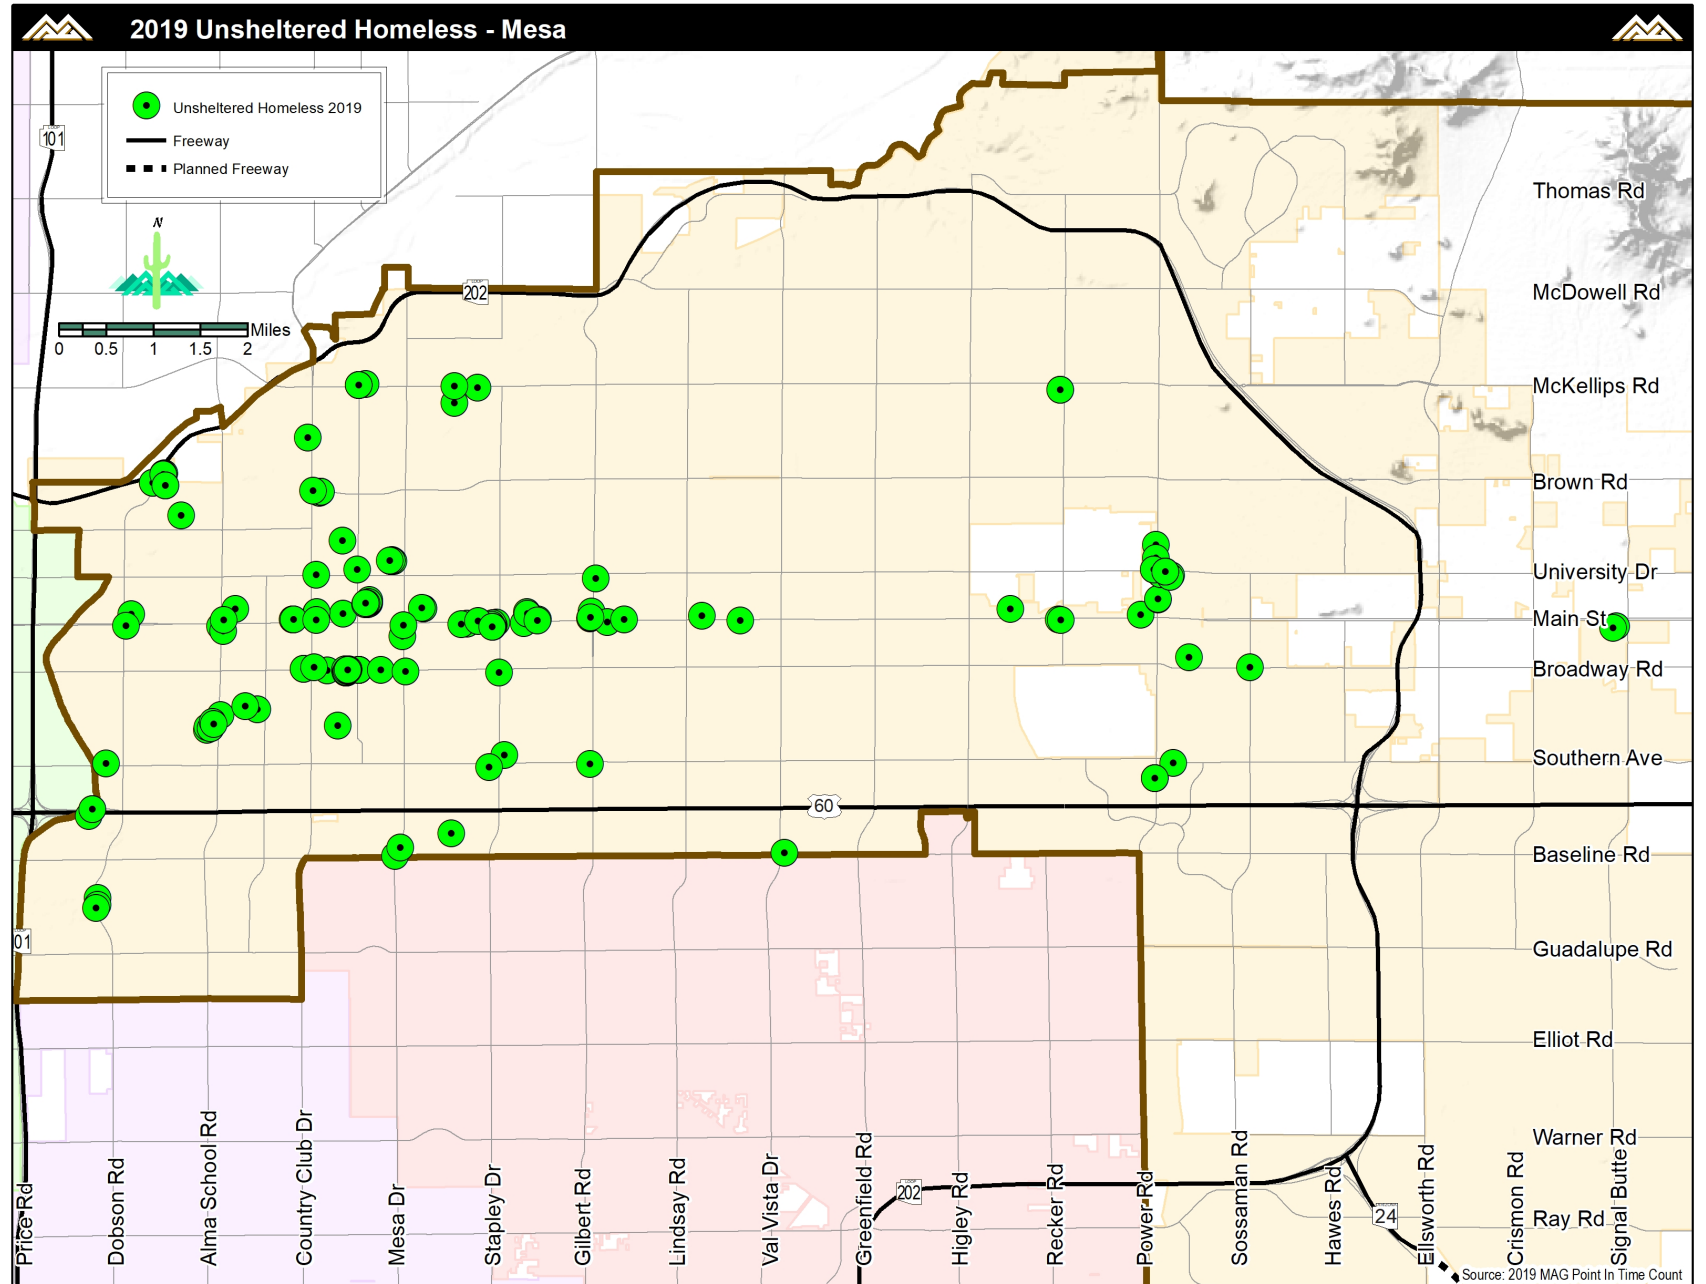 2019 Unsheltered Homeless - Mesa
Unsheltered Homeless 2019
Freeway
Planned Freeway
LOOP
101
N
Miles
0 0.5 1 1.5 2
LOOP
202
Thomas Rd
McDowell Rd
McKellips Rd
Brown Rd
University Dr
Main St
Broadway Rd
Southern Ave
60
Baseline Rd
01
Guadalupe Rd
Elliot Rd
Warner Rd
Ray Rd
LOOP
202
24
Price Rd
Dobson Rd
Alma School Rd
Country Club Dr
Mesa Dr
Stapley Dr
Gilbert Rd
Lindsay Rd
Val Vista Dr
Greenfield Rd
Higley Rd
Recker Rd
Power Rd
Sossaman Rd
Hawes Rd
Ellsworth Rd
Crismon Rd
Signal Butte
Source: 2019 MAG Point In Time Count